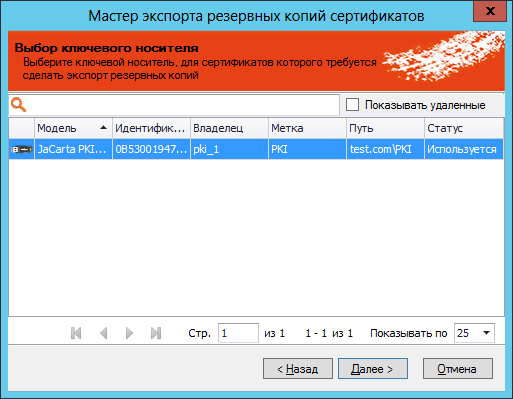 Мастер экспорта резервных копий сертификатов
x
Выбор ключевого носителя
Выберите ключевой носитель, для сертификатов которого требуется
сделать экспорт резервных копий
Показывать удаленные
Модель Идентифик... Владелец Метка Путь Статус
JaCarta PKI... 0B53001947... pki_1 PKI test.com\PKI Используется
Стр. 1 из 1 1 - 1 из 1 Показывать по 25
< Назад Далее > Отмена